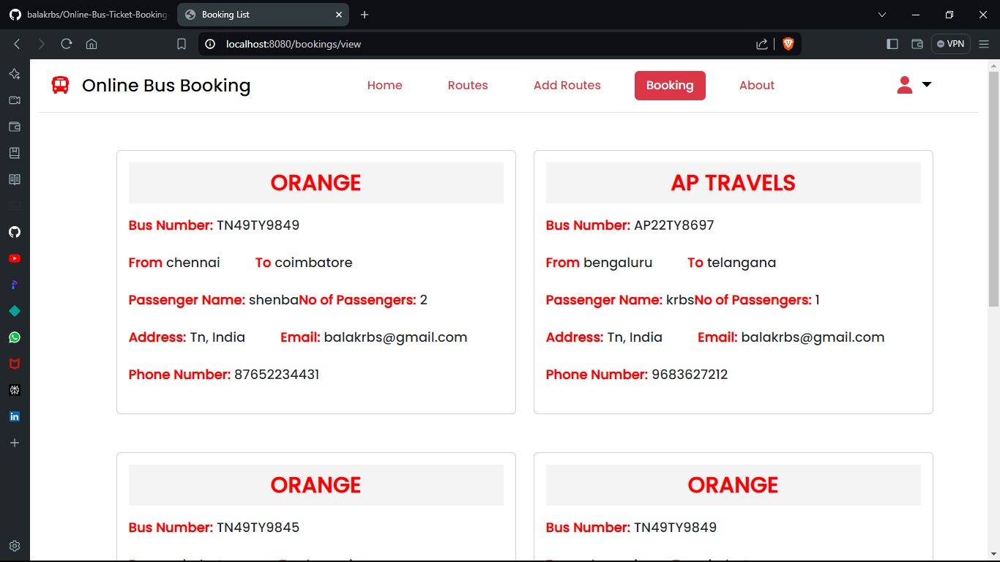 balakrbs/Online-Bus-Ticket-Booking
Booking List
localhost:8080/bookings/view
VPN
Online Bus Booking
Home
Routes
Add Routes
Booking
About
ORANGE
Bus Number: TN49TY9849
From chennai To coimbatore
Passenger Name: shenbaNo of Passengers: 2
Address: Tn, India Email: balakrbs@gmail.com
Phone Number: 87652234431
AP TRAVELS
Bus Number: AP22TY8697
From bengaluru To telangana
Passenger Name: krbsNo of Passengers: 1
Address: Tn, India Email: balakrbs@gmail.com
Phone Number: 9683627212
ORANGE
Bus Number: TN49TY9845
ORANGE
Bus Number: TN49TY9849